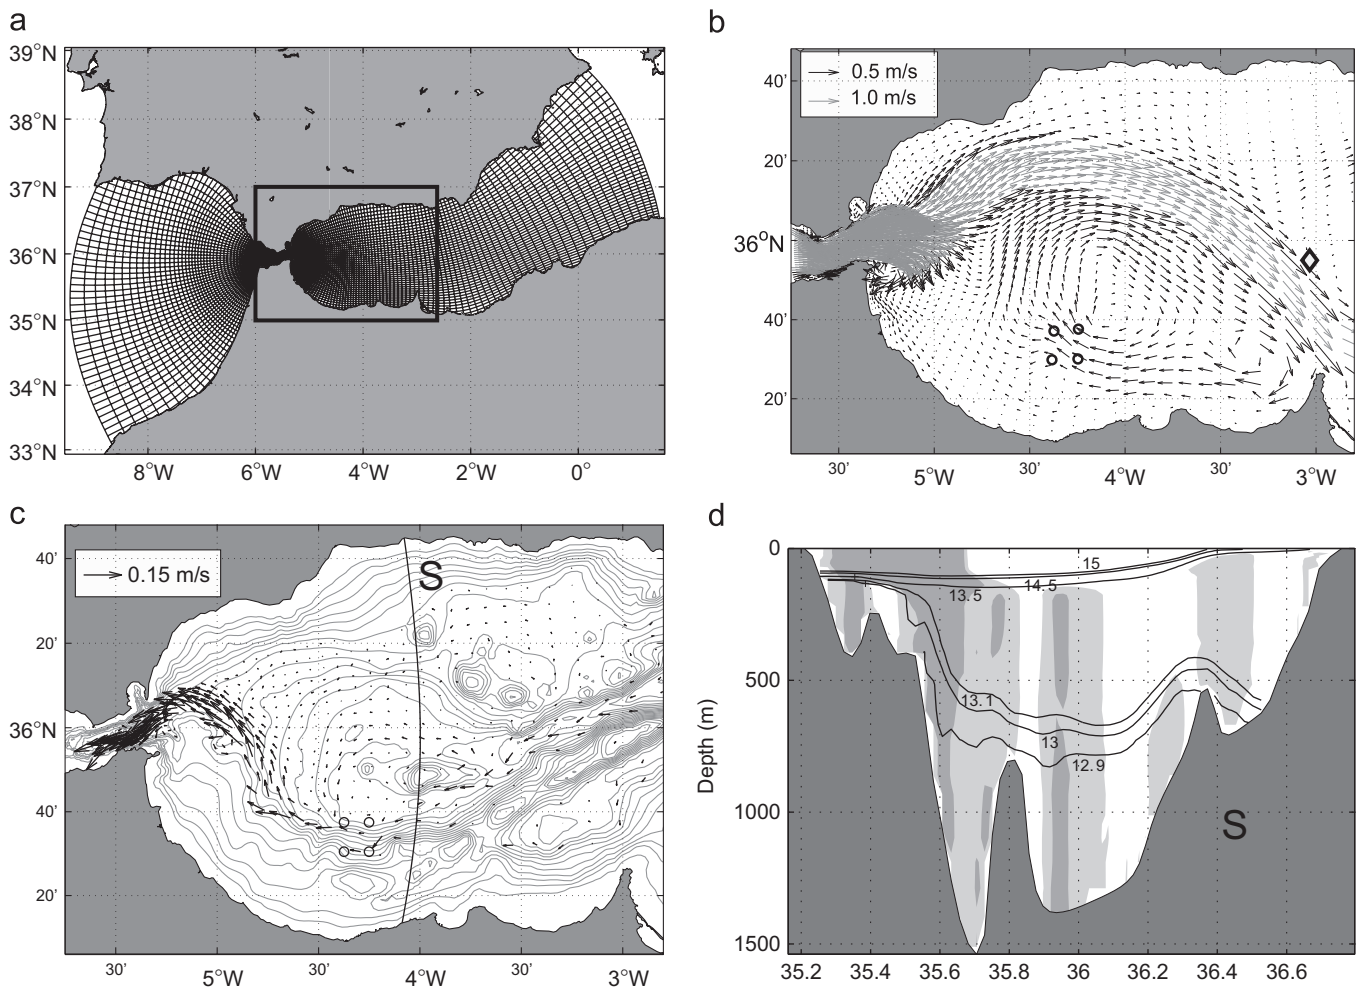 a
39°N
38°N
37°N
36°N
35°N
34°N
33°N
8°W
6°W
4°W
2°W
0°
b
0.5 m/s
1.0 m/s
40'
20'
36°N
40'
20'
30'
5°W
30'
4°W
30'
3°W
c
0.15 m/s
S
40'
20'
36°N
40'
20'
30'
5°W
30'
4°W
30'
3°W
d
0
500
1000
1500
Depth (m)
15
14.5
13.5
13.1
13
12.9
S
35.2
35.4
35.6
35.8
36
36.2
36.4
36.6